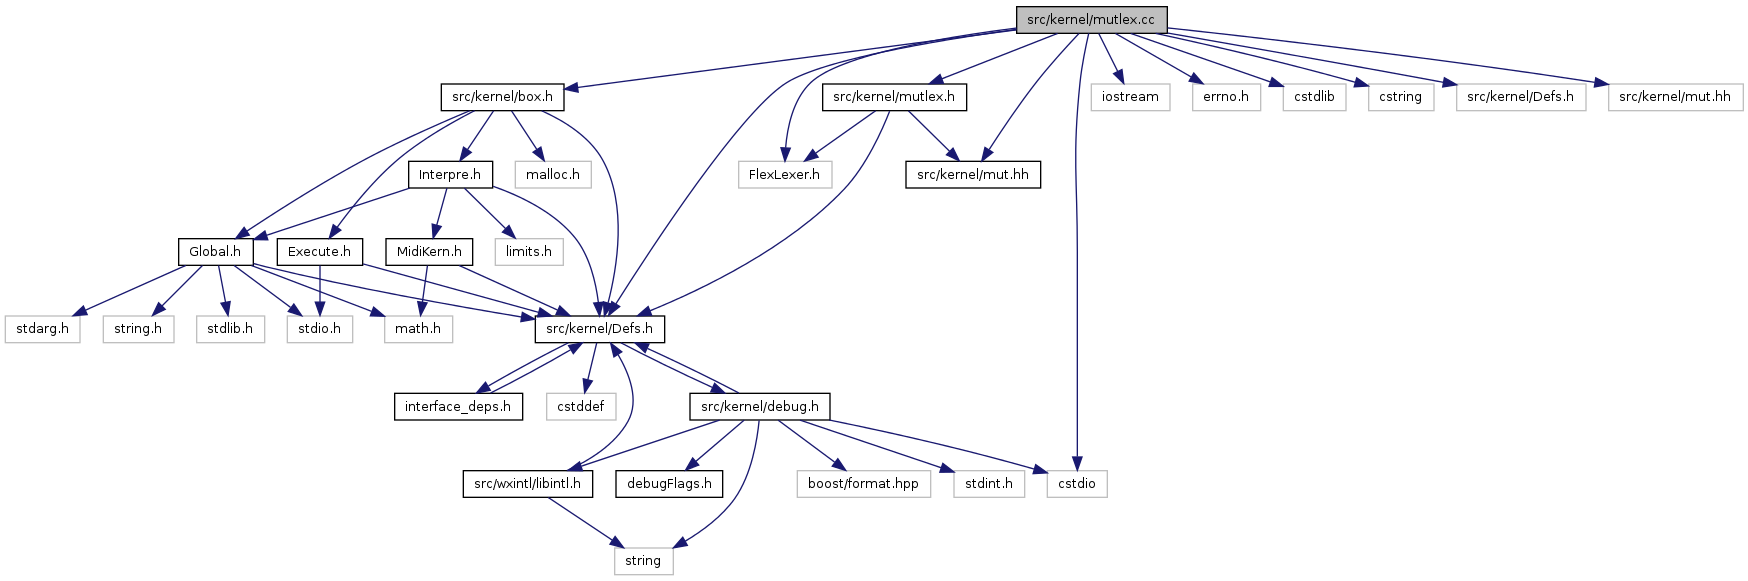 src/kernel/mutlex.cc
src/kernel/box.h
src/kernel/mutlex.h
iostream
errno.h
cstdlib
cstring
src/kernel/Defs.h
src/kernel/mut.hh
Interpre.h
malloc.h
FlexLexer.h
src/kernel/mut.hh
Global.h
Execute.h
MidiKern.h
limits.h
stdarg.h
string.h
stdlib.h
stdio.h
math.h
src/kernel/Defs.h
interface_deps.h
cstddef
src/kernel/debug.h
src/wxintl/libintl.h
debugFlags.h
boost/format.hpp
stdint.h
cstdio
string